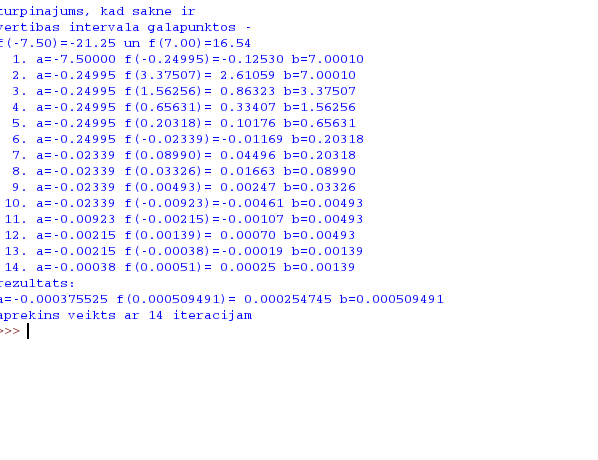 turpinajums, kad sakne ir
vertibas intervala galapunktos -
f(-7.50)=-21.25 un f(7.00)=16.54
1. a=-7.50000 f(-0.24995)=-0.12530 b=7.00010
2. a=-0.24995 f(3.37507)= 2.61059 b=7.00010
3. a=-0.24995 f(1.56256)= 0.86323 b=3.37507
4. a=-0.24995 f(0.65631)= 0.33407 b=1.56256
5. a=-0.24995 f(0.20318)= 0.10176 b=0.65631
6. a=-0.24995 f(-0.02339)=-0.01169 b=0.20318
7. a=-0.02339 f(0.08990)= 0.04496 b=0.20318
8. a=-0.02339 f(0.03326)= 0.01663 b=0.08990
9. a=-0.02339 f(0.00493)= 0.00247 b=0.03326
10. a=-0.02339 f(-0.00923)=-0.00461 b=0.00493
11. a=-0.00923 f(-0.00215)=-0.00107 b=0.00493
12. a=-0.00215 f(0.00139)= 0.00070 b=0.00493
13. a=-0.00215 f(-0.00038)=-0.00019 b=0.00139
14. a=-0.00038 f(0.00051)= 0.00025 b=0.00139
rezultats:
a=-0.000375525 f(0.000509491)= 0.000254745 b=0.000509491
aprekins veikts ar 14 iteracijam
>>>